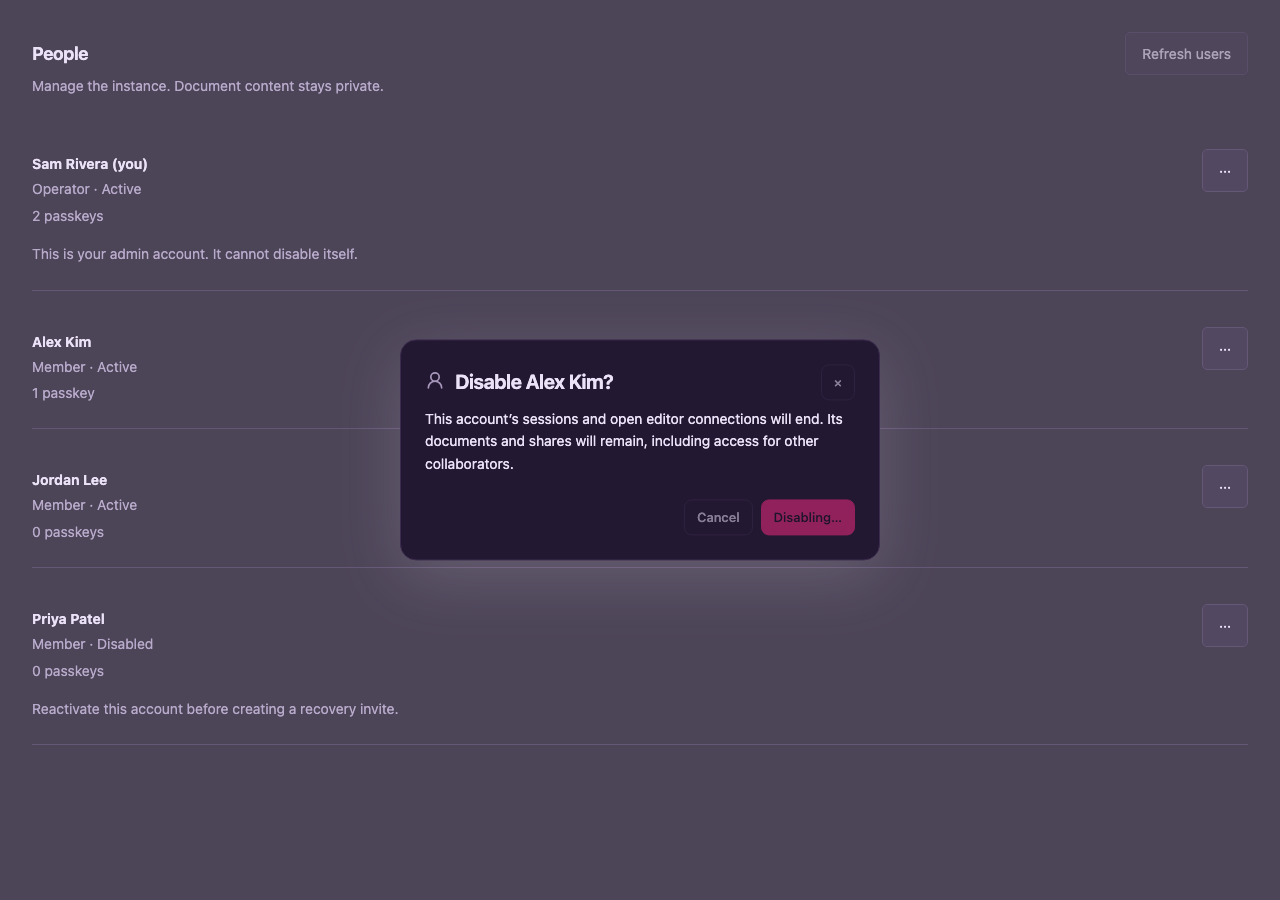 People
Refresh users
Manage the instance. Document content stays private.
Sam Rivera (you)
...
Operator · Active
2 passkeys
This is your admin account. It cannot disable itself.
Alex Kim
...
Member · Active
1 passkey
Disable Alex Kim?
×
This account’s sessions and open editor connections will end. Its
documents and shares will remain, including access for other
collaborators.
Cancel
Disabling...
Jordan Lee
...
Member · Active
0 passkeys
Priya Patel
...
Member · Disabled
0 passkeys
Reactivate this account before creating a recovery invite.